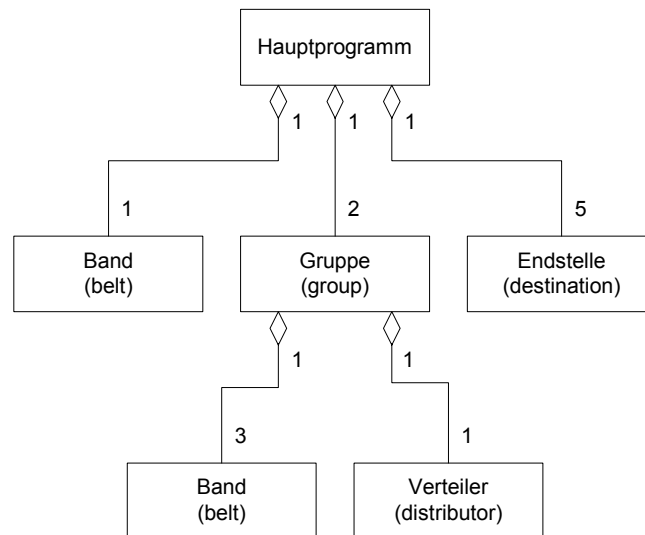 Hauptprogramm
1 1 1
1 2 5
Band
(belt)
Gruppe
(group)
Endstelle
(destination)
1 1
3 1
Band
(belt)
Verteiler
(distributor)